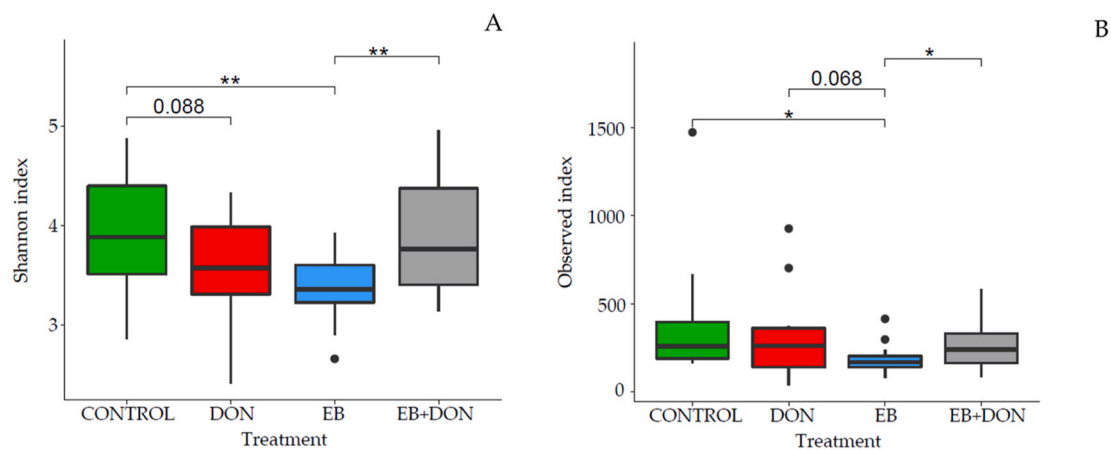 A
**
**
0.088
5
4
3
Shannon index
CONTROL DON EB EB+DON
Treatment
B
*
0.068
*
1500
1000
500
0
Observed index
CONTROL DON EB EB+DON
Treatment